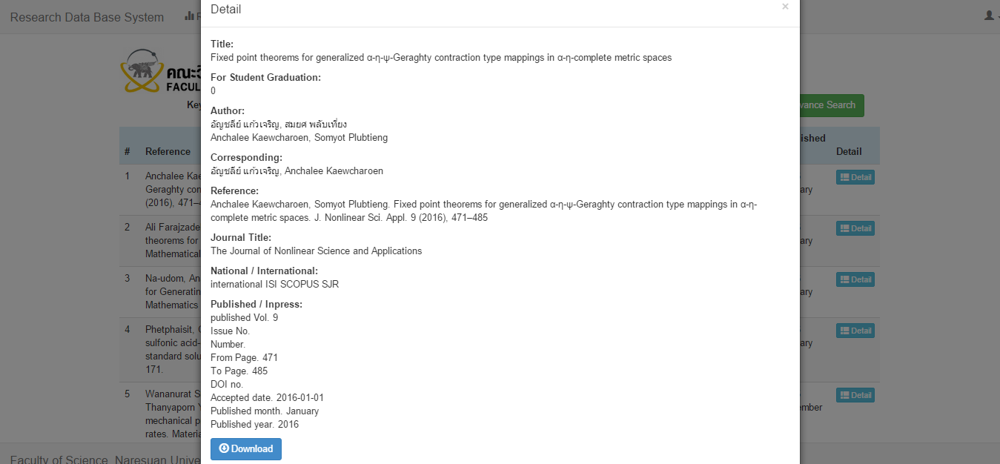 Research Data Base System
Detail
×
Title:
Fixed point theorems for generalized α-η-ψ-Geraghty contraction type mappings in α-η-complete metric spaces
For Student Graduation:
0
Author:
อัญชลีย์ แก้วเจริญ, สมยศ พลับเที่ยง
Anchalee Kaewcharoen, Somyot Plubtieng
Corresponding:
อัญชลีย์ แก้วเจริญ, Anchalee Kaewcharoen
Reference:
Anchalee Kaewcharoen, Somyot Plubtieng. Fixed point theorems for generalized α-η-ψ-Geraghty contraction type mappings in α-η-
complete metric spaces. J. Nonlinear Sci. Appl. 9 (2016), 471–485
Journal Title:
The Journal of Nonlinear Science and Applications
National / International:
international ISI SCOPUS SJR
Published / Inpress:
published Vol. 9
Issue No.
Number.
From Page. 471
To Page. 485
DOI no.
Accepted date. 2016-01-01
Published month. January
Published year. 2016
Download
คณะวิ
FACUL
Key
vance Search
# Reference
ished
Detail
1 Anchalee Kae
Geraghty con
(2016), 471–4
ary
Detail
2 Ali Farajzade
theorems for
Mathematical
ary
Detail
3 Na-udom, An
for Generatin
Mathematics
ary
Detail
4 Phetphaisit, C
sulfonic acid-
standard solu
171.
ary
Detail
5 Wananurat S
Thanyaporn Y
mechanical p
rates. Materia
ember
Detail
Faculty of Science, Naresuan Unive